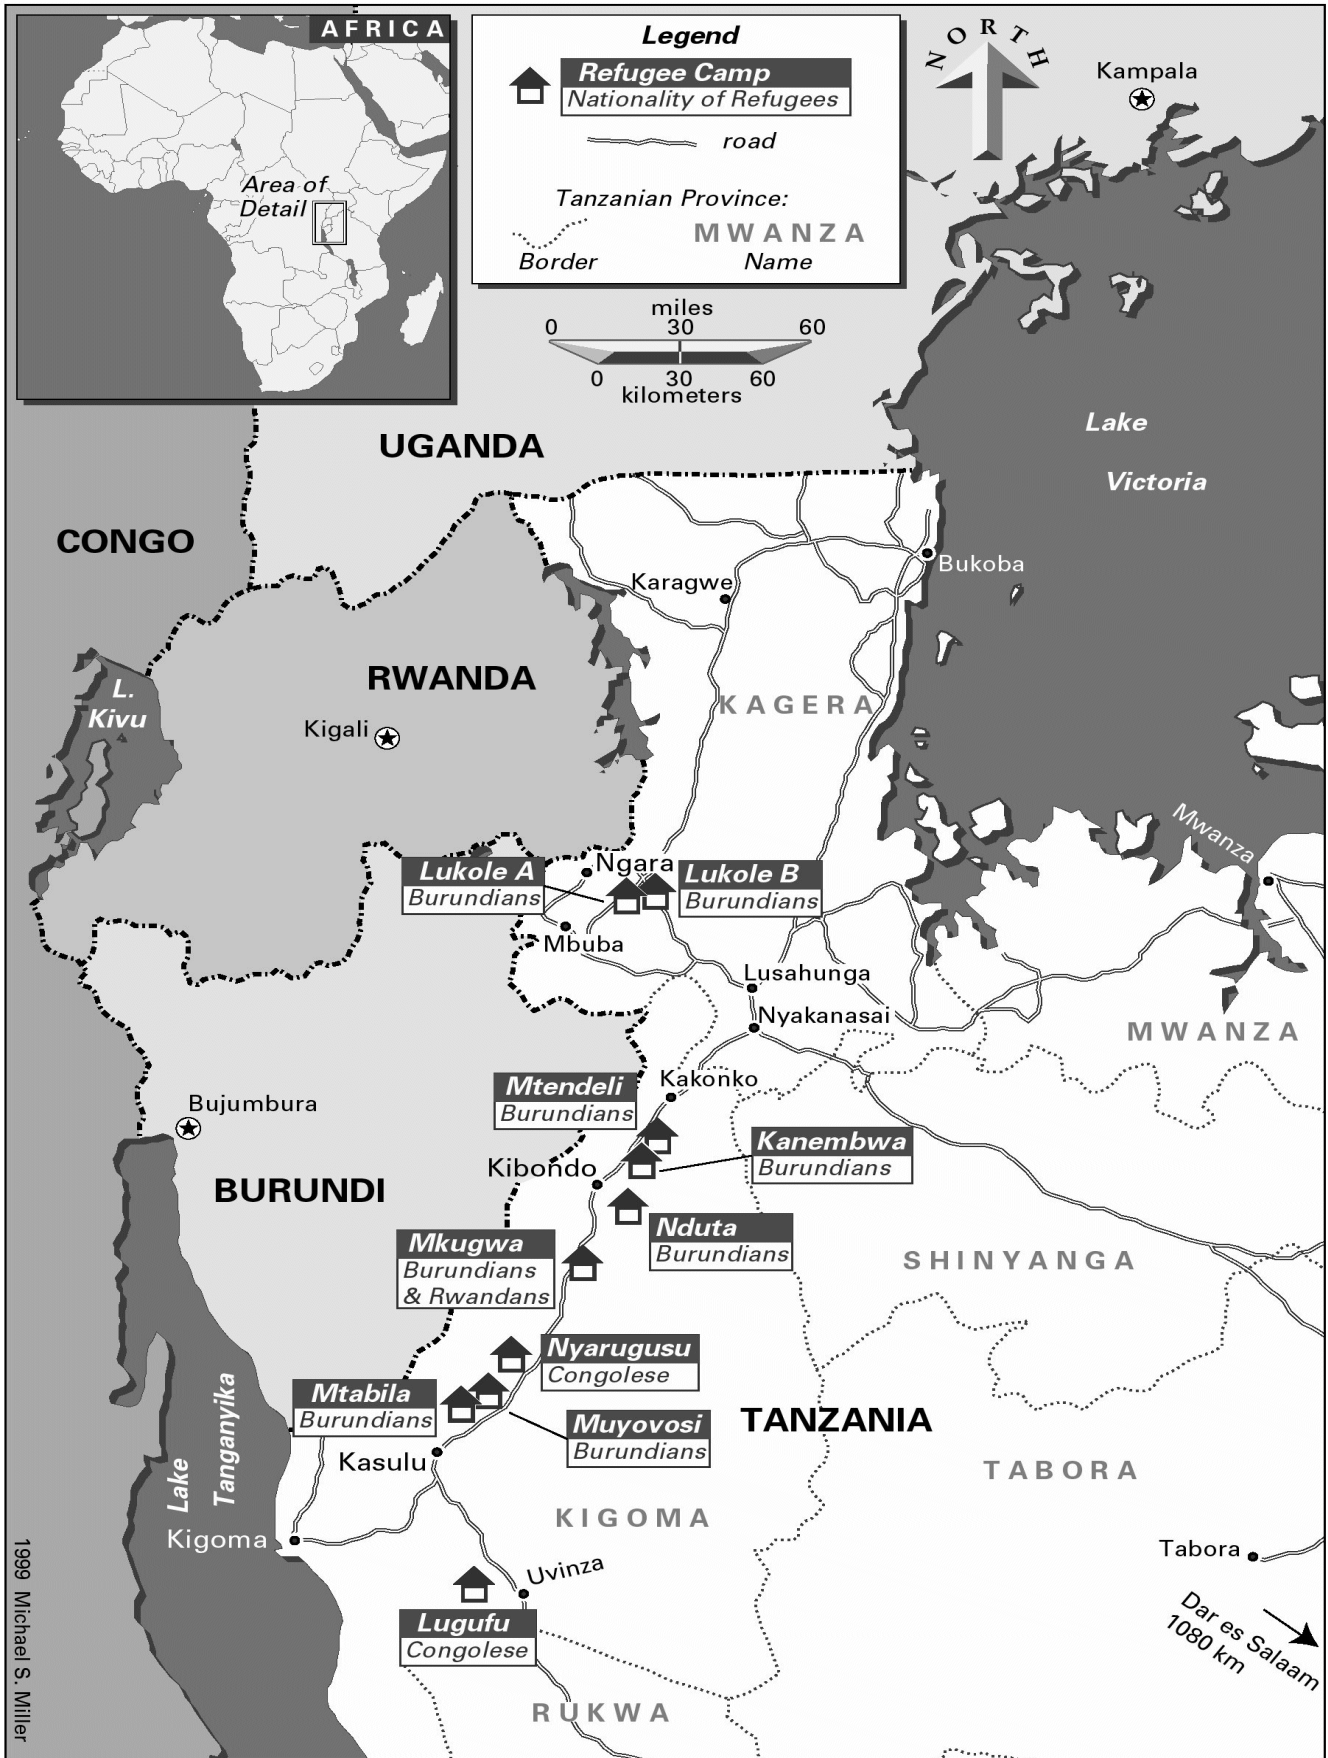 AFRICA
Area of
Detail
Legend
Refugee Camp
Nationality of Refugees
road
Tanzanian Province:
MWANZA
Border
Name
NORTH
Kampala
miles
0 30 60
0 30 60
kilometers
Lake
Victoria
UGANDA
CONGO
Bukoba
Karagwe
RWANDA
L.
Kivu
KAGERA
Kigali
Mwanza
Ngara
Lukole A
Burundians
Lukole B
Burundians
Mbuba
Lusahunga
Nyakanasai
MWANZA
Kakonko
Mtendeli
Burundians
Bujumbura
Kanembwa
Burundians
Kibondo
BURUNDI
Nduta
Burundians
Mkugwa
Burundians
& Rwandans
SHINYANGA
Nyarugusu
Congolese
Mtabila
Burundians
Muyovosi
Burundians
TANZANIA
Lake
Tanganyika
Kasulu
TABORA
KIGOMA
Kigoma
Tabora
Uvinza
Lugufu
Congolese
Dar es Salaam
1080 km
RUKWA
1999 Michael S. Miller